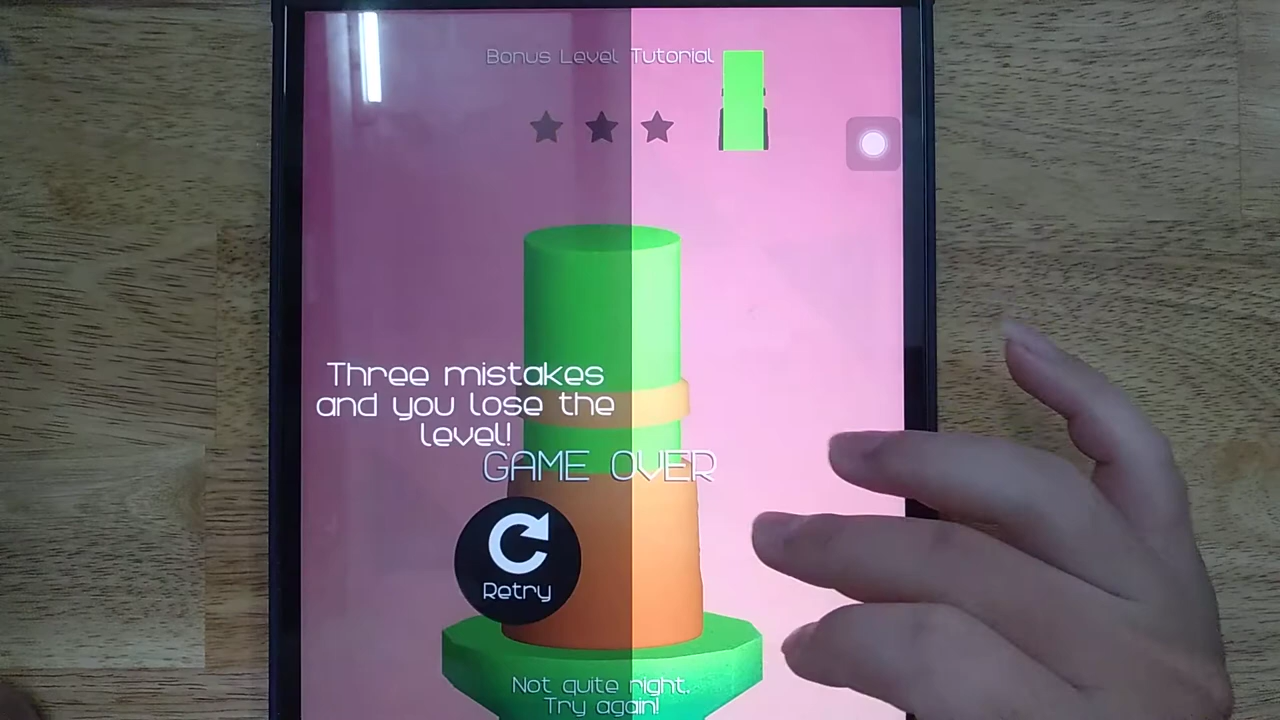 Bonus Level Tutorial
Three mistakes
and you lose the
level!
GAME OVER
Retry
Not quite right.
Try again!